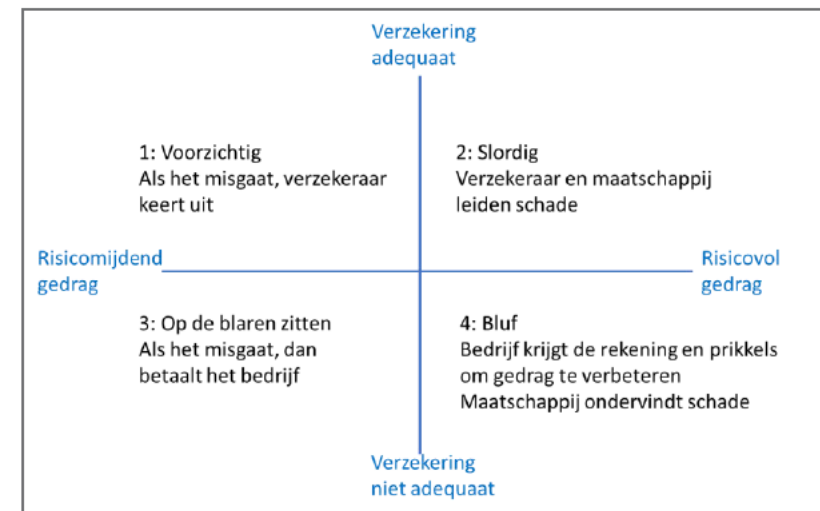 Verzekering
adequaat
1: Voorzichtig
Als het misgaat, verzekeraar
keert uit
2: Slordig
Verzekeraar en maatschappij
leiden schade
Risicomijdend
gedrag
Risicovol
gedrag
3: Op de blaren zitten
Als het misgaat, dan
betaalt het bedrijf
4: Bluf
Bedrijf krijgt de rekening en prikkels
om gedrag te verbeteren
Maatschappij ondervindt schade
Verzekering
niet adequaat